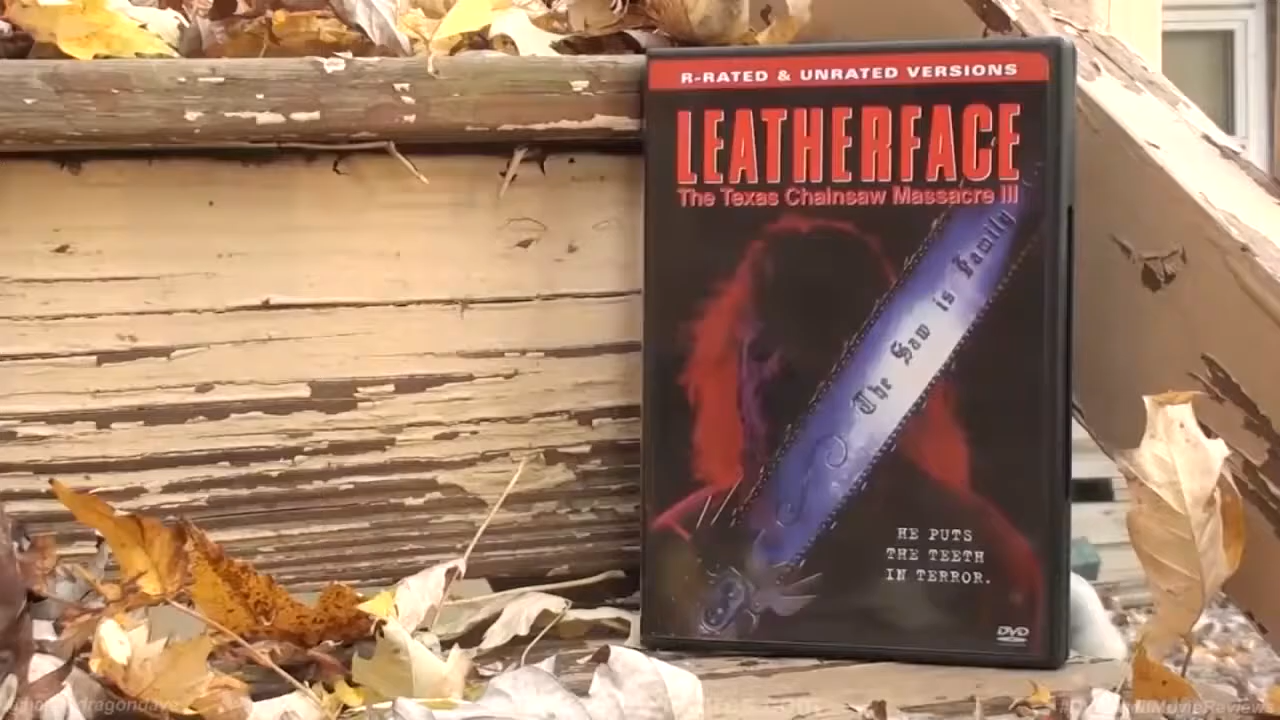 R-RATED & UNRATED VERSIONS
LEATHERFACE
The Texas Chainsaw Massacre III
The Saw is Family
HE PUTS
THE TEETH
IN TERROR.
DVD